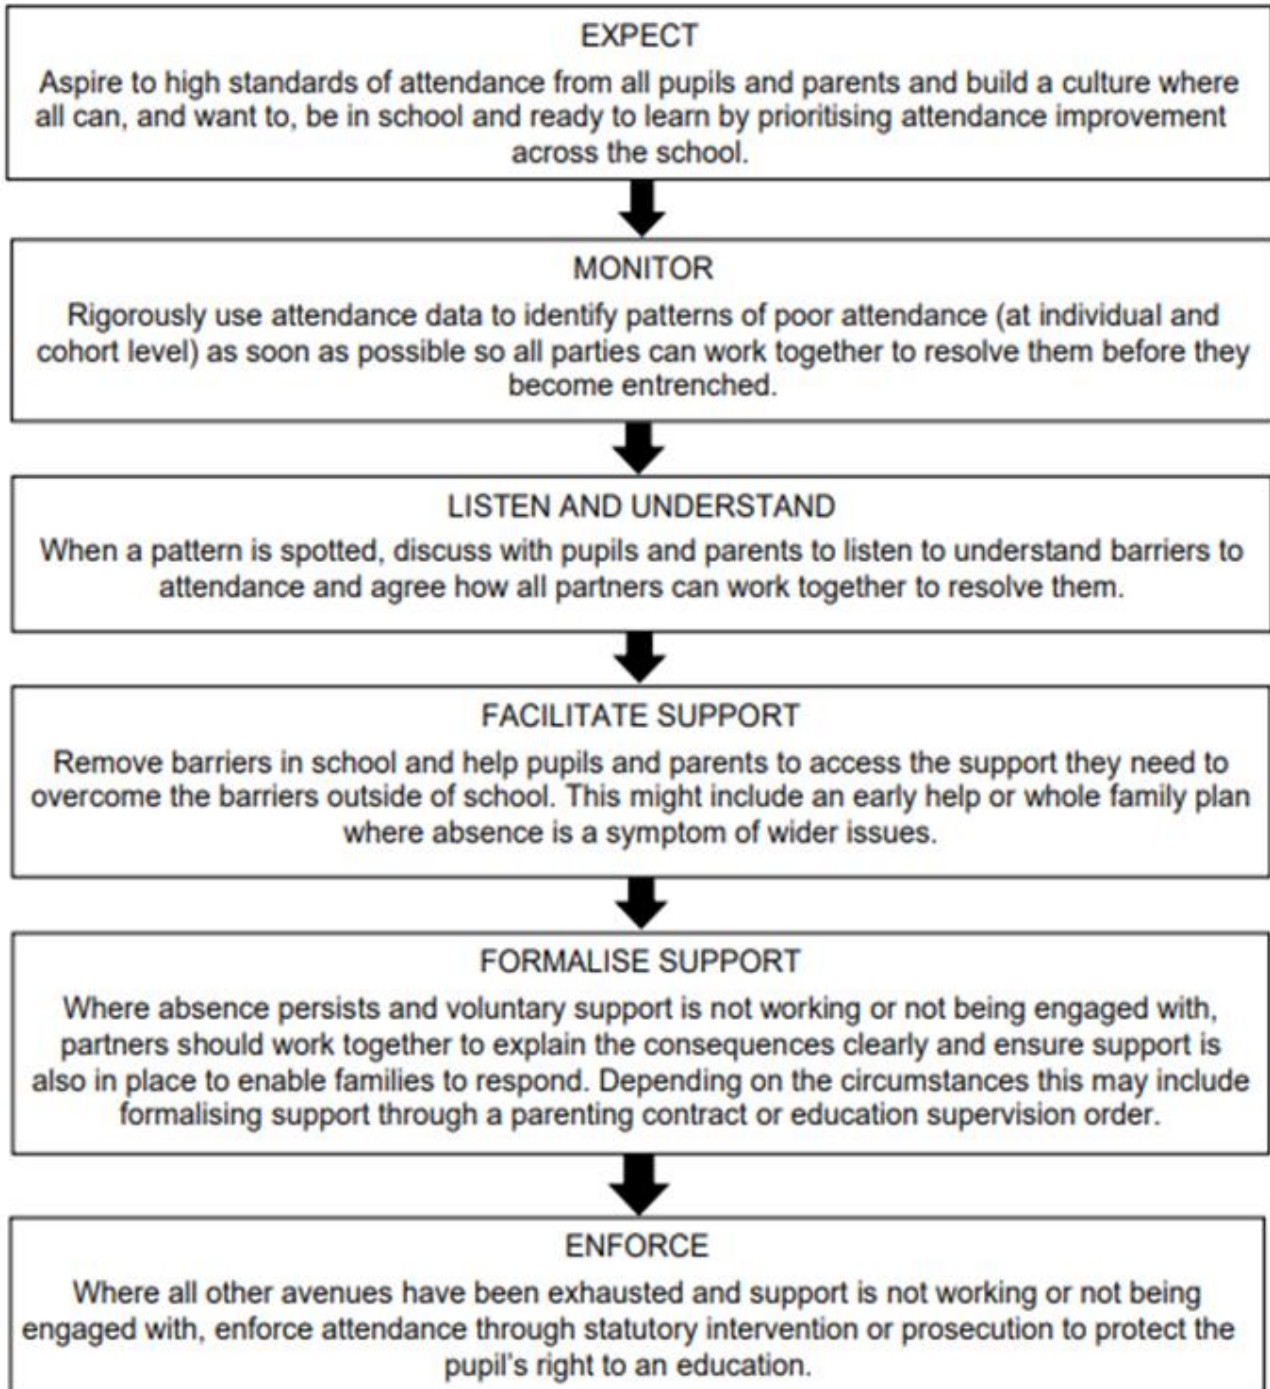 EXPECT
Aspire to high standards of attendance from all pupils and parents and build a culture where
all can, and want to, be in school and ready to learn by prioritising attendance improvement
across the school.
MONITOR
Rigorously use attendance data to identify patterns of poor attendance (at individual and
cohort level) as soon as possible so all parties can work together to resolve them before they
become entrenched.
LISTEN AND UNDERSTAND
When a pattern is spotted, discuss with pupils and parents to listen to understand barriers to
attendance and agree how all partners can work together to resolve them.
FACILITATE SUPPORT
Remove barriers in school and help pupils and parents to access the support they need to
overcome the barriers outside of school. This might include an early help or whole family plan
where absence is a symptom of wider issues.
FORMALISE SUPPORT
Where absence persists and voluntary support is not working or not being engaged with,
partners should work together to explain the consequences clearly and ensure support is
also in place to enable families to respond. Depending on the circumstances this may include
formalising support through a parenting contract or education supervision order.
ENFORCE
Where all other avenues have been exhausted and support is not working or not being
engaged with, enforce attendance through statutory intervention or prosecution to protect the
pupil's right to an education.